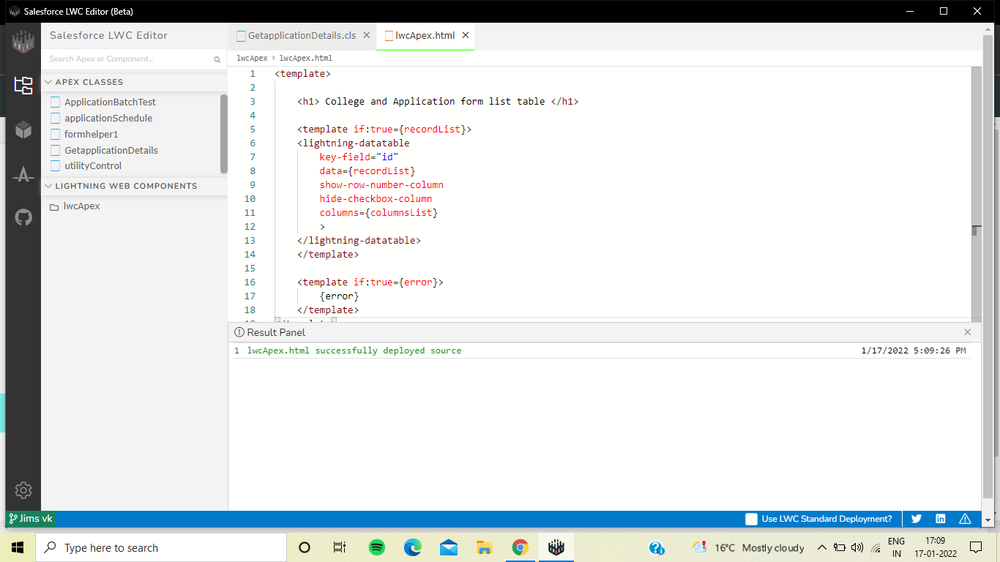 Salesforce LWC Editor (Beta)
Salesforce LWC Editor
Search Apex or Component...
APEX CLASSES
ApplicationBatchTest
applicationSchedule
formhelper1
GetapplicationDetails
utilityControl
LIGHTNING WEB COMPONENTS
lwcApex
GetapplicationDetails.cls
lwcApex.html
lwcApex > lwcApex.html
1 <template>
2
3 <h1> College and Application form list table </h1>
4
5 <template if:true={recordList}>
6 <lightning-datatable
7 key-field="id"
8 data={recordList}
9 show-row-number-column
10 hide-checkbox-column
11 columns={columnsList}
12 >
13 </lightning-datatable>
14 </template>
15
16 <template if:true={error}>
17 {error}
18 </template>
Result Panel
1 lwcApex.html successfully deployed source 1/17/2022 5:09:26 PM
Jims vk
Use LWC Standard Deployment?
Type here to search
16°C Mostly cloudy
ENG
IN
17:09
17-01-2022